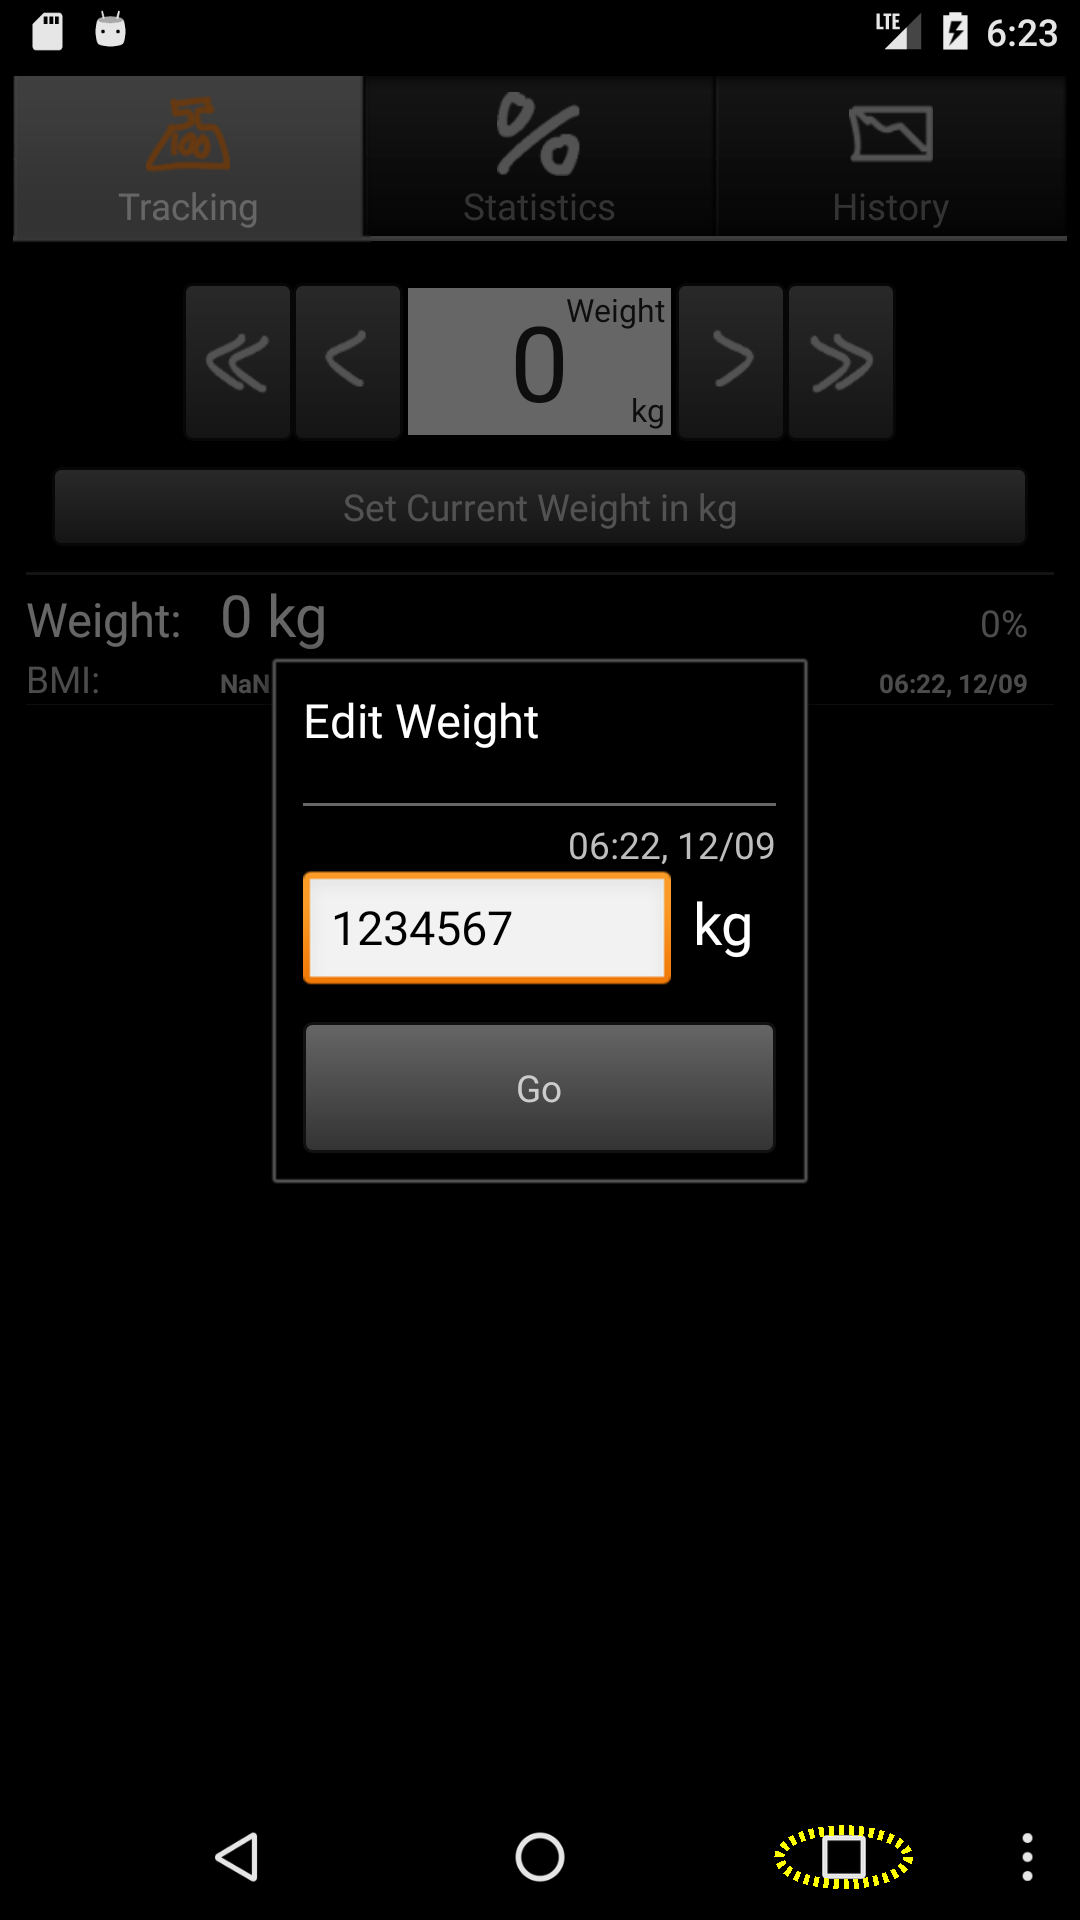 LTE 6:23
50
100
Tracking
Statistics
History
Weight
0
kg
Set Current Weight in kg
Weight: 0 kg 0%
BMI: NaN 06:22, 12/09
Edit Weight
06:22, 12/09
1234567 kg
Go